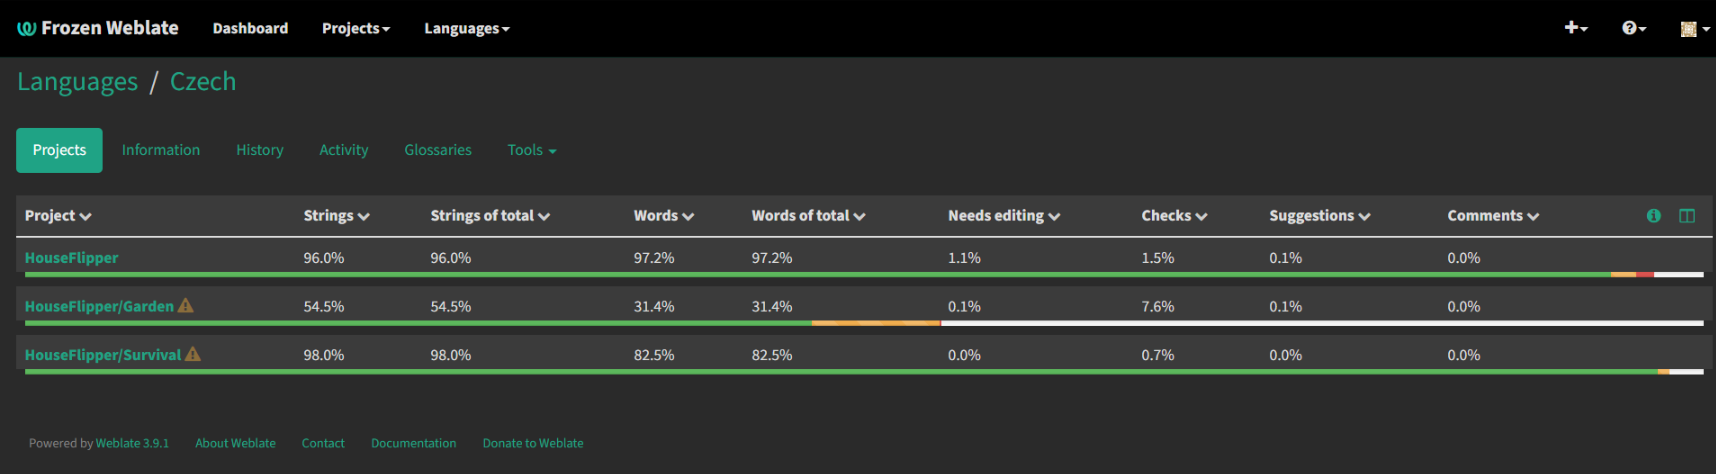 Frozen Weblate Dashboard Projects Languages
Languages / Czech
Projects Information History Activity Glossaries Tools
Project Strings Strings of total Words Words of total Needs editing Checks Suggestions Comments
HouseFlipper 96.0% 96.0% 97.2% 97.2% 1.1% 1.5% 0.1% 0.0%
HouseFlipper/Garden 54.5% 54.5% 31.4% 31.4% 0.1% 7.6% 0.1% 0.0%
HouseFlipper/Survival 98.0% 98.0% 82.5% 82.5% 0.0% 0.7% 0.0% 0.0%
Powered by Weblate 3.9.1 About Weblate Contact Documentation Donate to Weblate